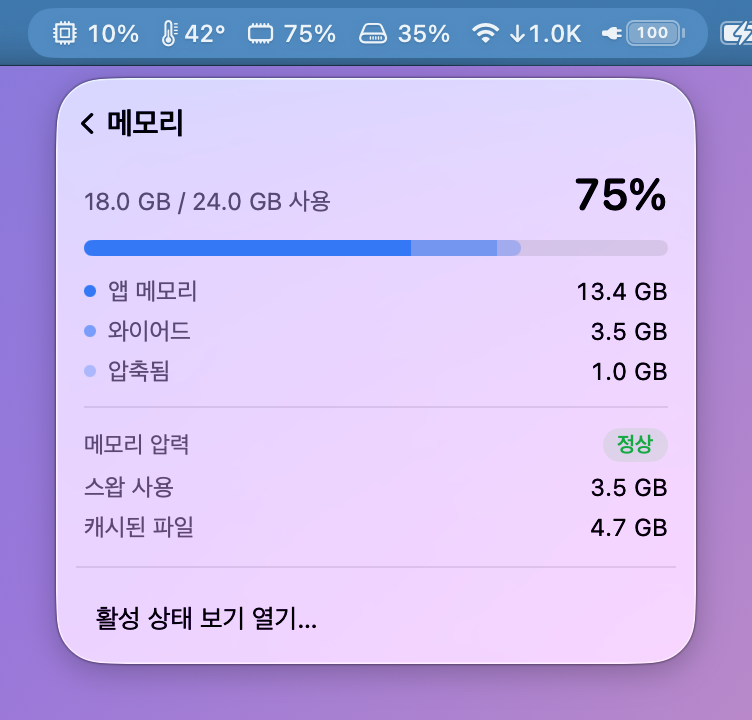 10% 42° 75% 35% ↓1.0K 100
메모리
18.0 GB / 24.0 GB 사용 75%
앱 메모리 13.4 GB
와이어드 3.5 GB
압축됨 1.0 GB
메모리 압력 정상
스왑 사용 3.5 GB
캐시된 파일 4.7 GB
활성 상태 보기 열기...